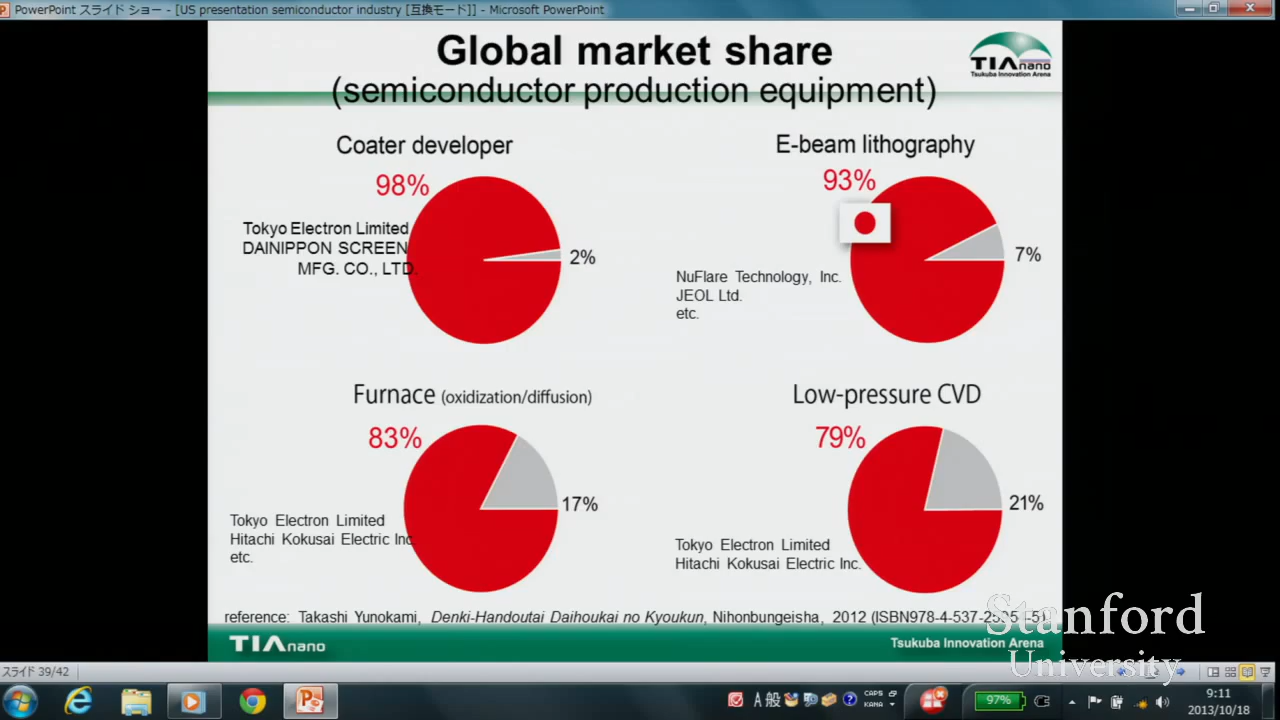 PowerPoint スライド ショー - [US presentation semiconductor industry [互換モード]] - Microsoft PowerPoint
Global market share
(semiconductor production equipment)
TIA nano
Tsukuba Innovation Arena
Coater developer
98%
Tokyo Electron Limited
DAINIPPON SCREEN
MFG. CO., LTD.
2%
E-beam lithography
93%
7%
NuFlare Technology, Inc.
JEOL Ltd.
etc.
Furnace (oxidization/diffusion)
83%
17%
Tokyo Electron Limited
Hitachi Kokusai Electric Inc.
etc.
Low-pressure CVD
79%
21%
Tokyo Electron Limited
Hitachi Kokusai Electric Inc.
reference: Takashi Yunokami, Denki-Handoutai Daihoukai no Kyoukun, Nihonbungeisha, 2012
TIA nano
Tsukuba Innovation Arena
Stanford
University
スライド 39/42
A 般
CAPS
KANA
97%
9:11
2013/10/18